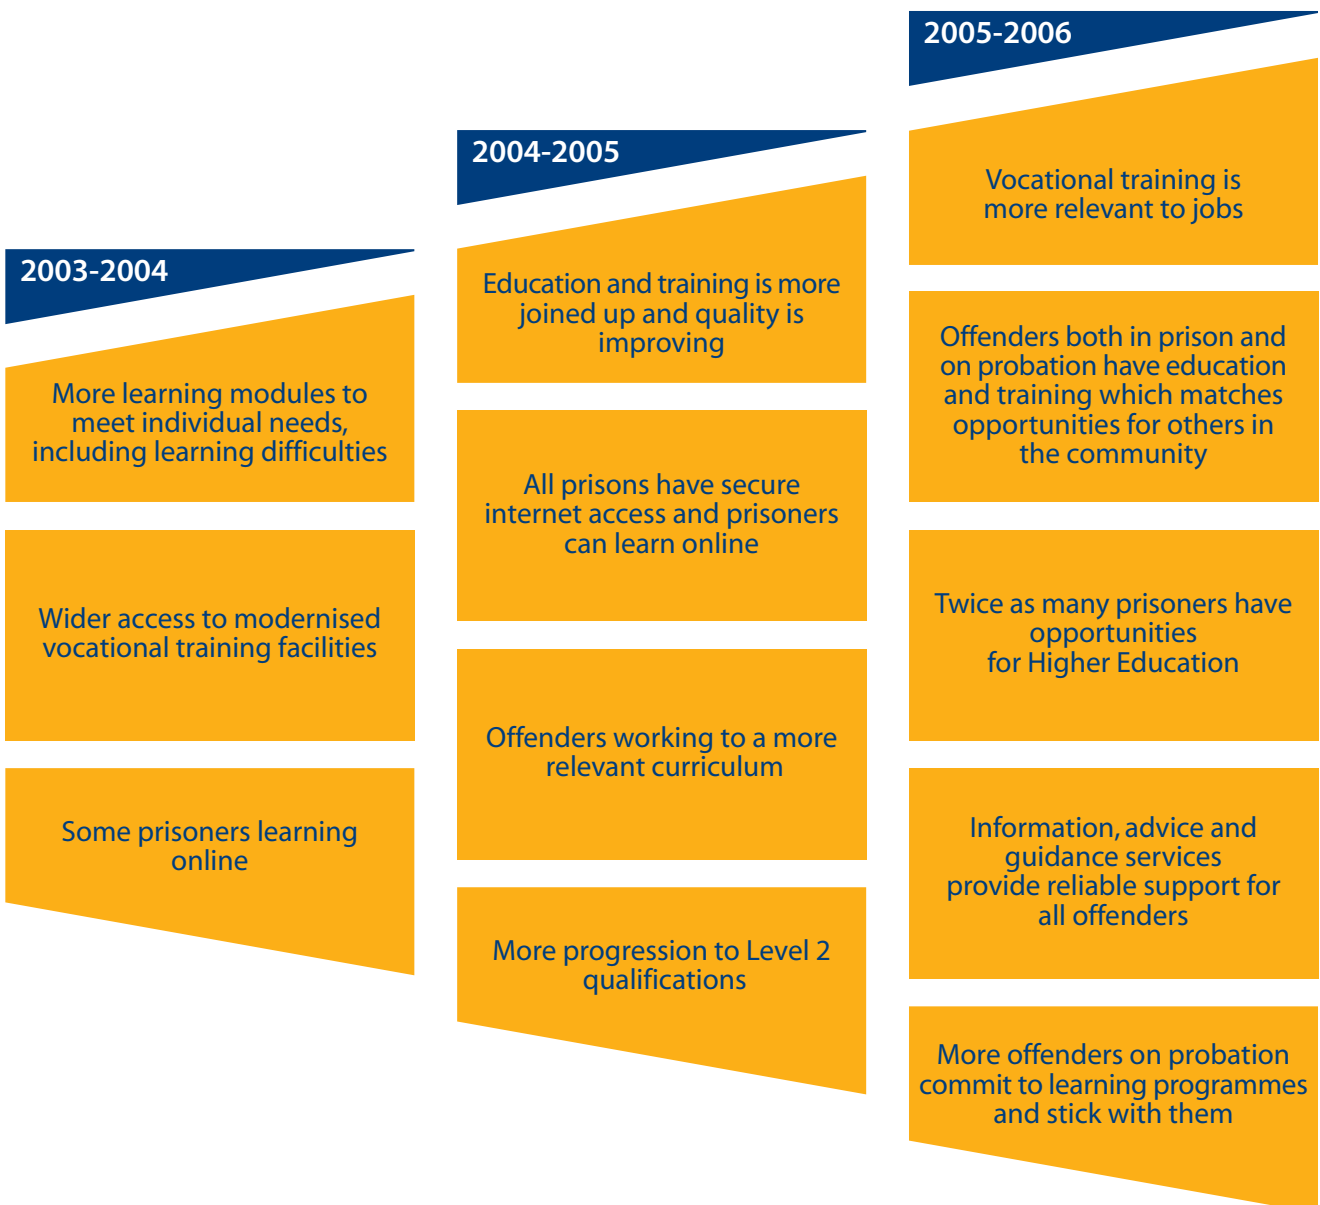 2003-2004
More learning modules to
meet individual needs,
including learning difficulties
Wider access to modernised
vocational training facilities
Some prisoners learning
online
2004-2005
Education and training is more
joined up and quality is
improving
All prisons have secure
internet access and prisoners
can learn online
Offenders working to a more
relevant curriculum
More progression to Level 2
qualifications
2005-2006
Vocational training is
more relevant to jobs
Offenders both in prison and
on probation have education
and training which matches
opportunities for others in
the community
Twice as many prisoners have
opportunities
for Higher Education
Information, advice and
guidance services
provide reliable support for
all offenders
More offenders on probation
commit to learning programmes
and stick with them